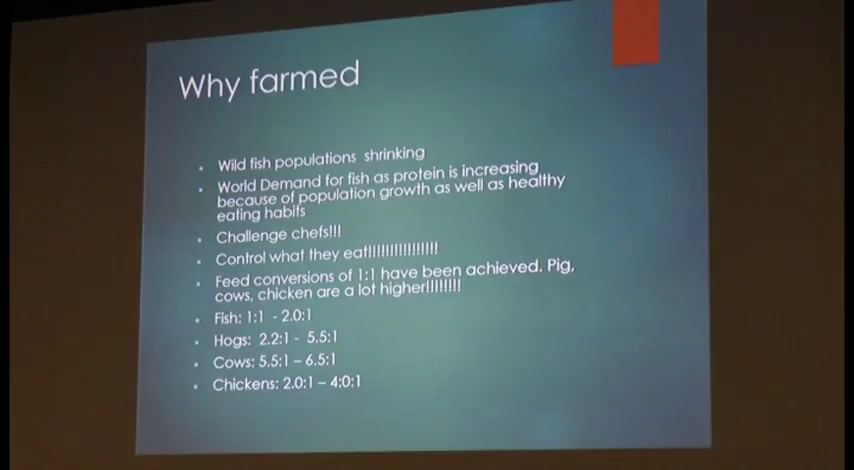 Why farmed
Wild fish populations shrinking
World Demand for fish as protein is increasing
because of population growth as well as healthy
eating habits
Challenge chefs!!!
Control what they eat!!!!!!!!!!!!!!!!
Feed conversions of 1:1 have been achieved. Pig,
cows, chicken are a lot higher!!!!!!!!
Fish: 1:1 - 2.0:1
Hogs: 2.2:1 - 5.5:1
Cows: 5.5:1 – 6.5:1
Chickens: 2.0:1 – 4:0:1